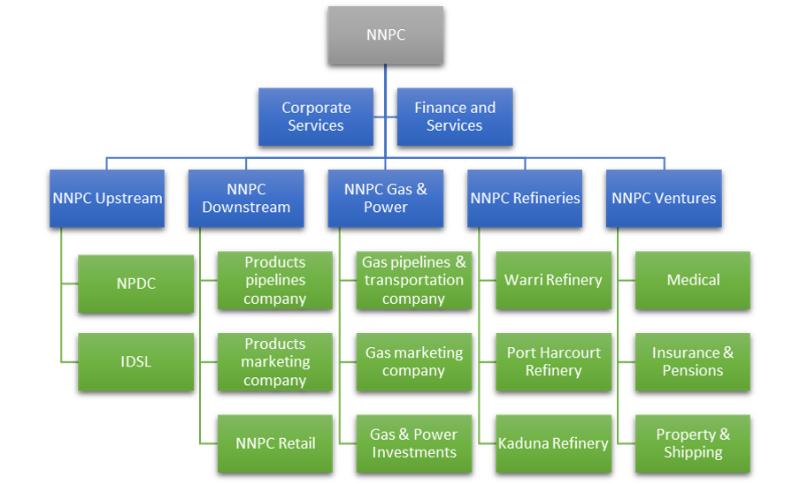 NNPC
Corporate
Services
Finance and
Services
NNPC Upstream
NNPC
Downstream
NNPC Gas &
Power
NNPC Refineries
NNPC Ventures
NPDC
Products
pipelines
company
Gas pipelines &
transportation
company
Warri Refinery
Medical
IDSL
Products
marketing
company
Gas marketing
company
Port Harcourt
Refinery
Insurance &
Pensions
NNPC Retail
Gas & Power
Investments
Kaduna Refinery
Property &
Shipping